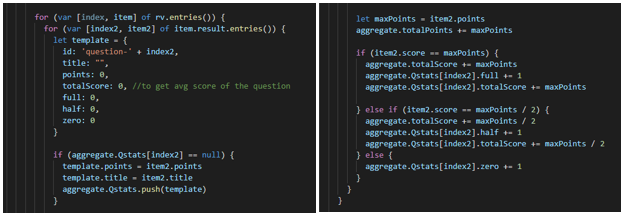 for (var [index, item] of rv.entries()) {
for (var [index2, item2] of item.result.entries()) {
let template = {
id: 'question-' + index2,
title: "",
points: 0,
totalScore: 0, //to get avg score of the question
full: 0,
half: 0,
zero: 0
}
if (aggregate.Qstats[index2] == null) {
template.points = item2.points
template.title = item2.title
aggregate.Qstats.push(template)
}
let maxPoints = item2.points
aggregate.totalPoints += maxPoints
if (item2.score == maxPoints) {
aggregate.totalScore += maxPoints
aggregate.Qstats[index2].full += 1
aggregate.Qstats[index2].totalScore += maxPoints
} else if (item2.score == maxPoints / 2) {
aggregate.totalScore += maxPoints / 2
aggregate.Qstats[index2].half += 1
aggregate.Qstats[index2].totalScore += maxPoints / 2
} else {
aggregate.Qstats[index2].zero += 1
}
}
}